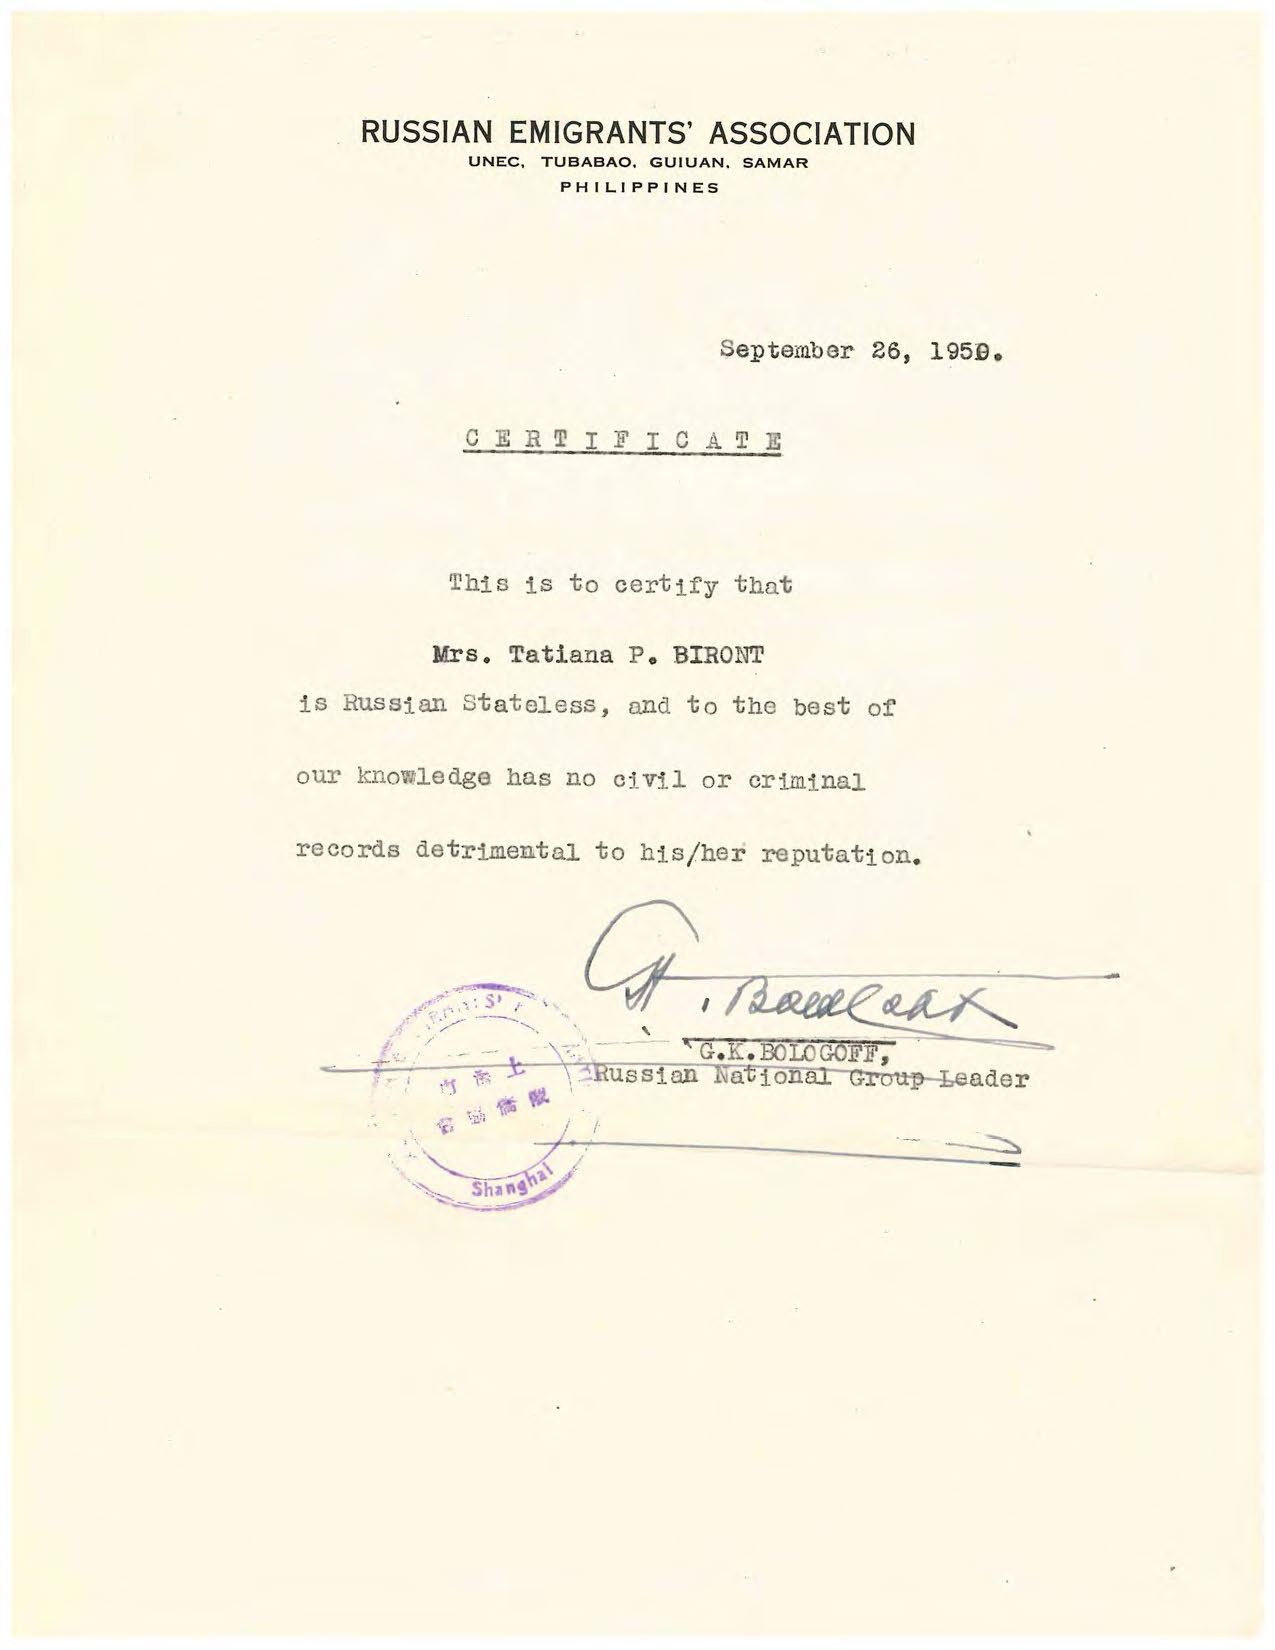 RUSSIAN EMIGRANTS' ASSOCIATION
UNEC, TUBABAO, GUIUAN, SAMAR
PHILIPPINES
September 26, 1950.
CERTIFICATE
This is to certify that
Mrs. Tatiana P. BIRONT
is Russian Stateless, and to the best of
our knowledge has no civil or criminal
records detrimental to his/her reputation.
G.K.BOLOGOFF,
Russian National Group Leader
上
Shanghai